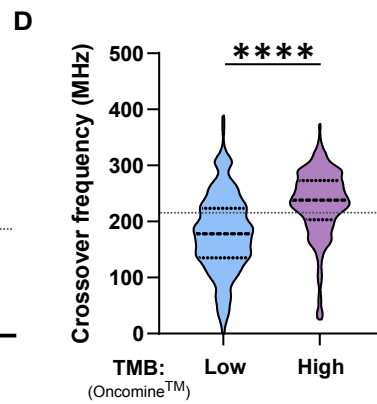 D
****
Crossover frequency (MHz)
500
400
300
200
100
0
TMB: Low High
(Oncomine™)